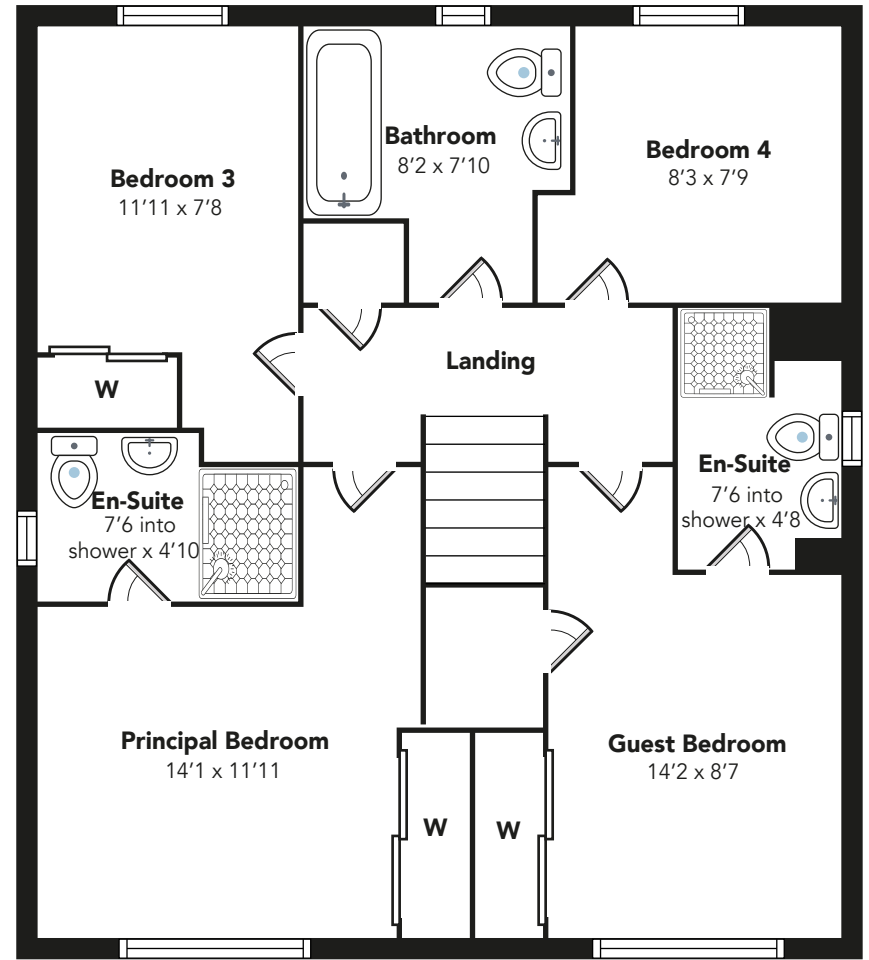 Bathroom
8’2 x 7’10
Bedroom 4
8’3 x 7’9
Bedroom 3
11’11 x 7’8
Landing
W
En-Suite
7’6 into
shower x 4’8
En-Suite
7’6 into
shower x 4’10
Principal Bedroom
14’1 x 11’11
Guest Bedroom
14’2 x 8’7
W
W